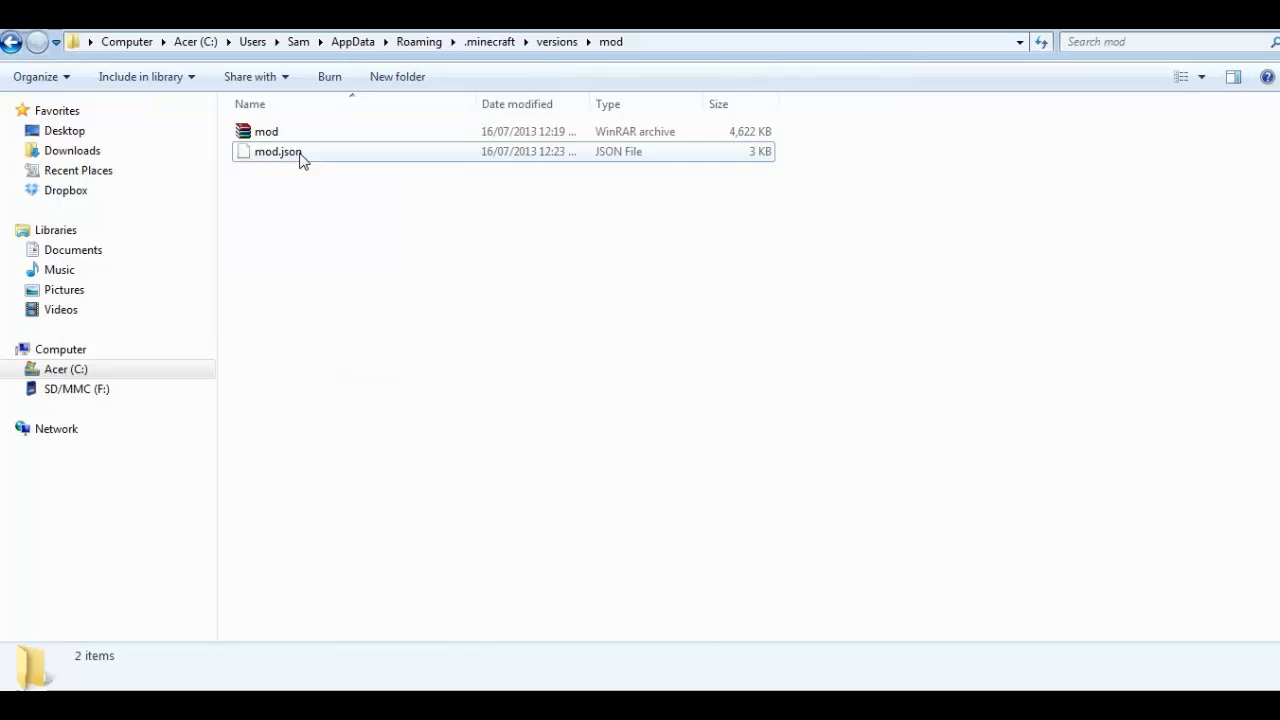 Computer Acer (C:) Users Sam AppData Roaming .minecraft versions mod Search mod
Organize Include in library Share with Burn New folder
Name Date modified Type Size
mod 16/07/2013 12:19 ... WinRAR archive 4,622 KB
mod.json 16/07/2013 12:23 ... JSON File 3 KB
Favorites
Desktop
Downloads
Recent Places
Dropbox
Libraries
Documents
Music
Pictures
Videos
Computer
Acer (C:)
SD/MMC (F:)
Network
2 items